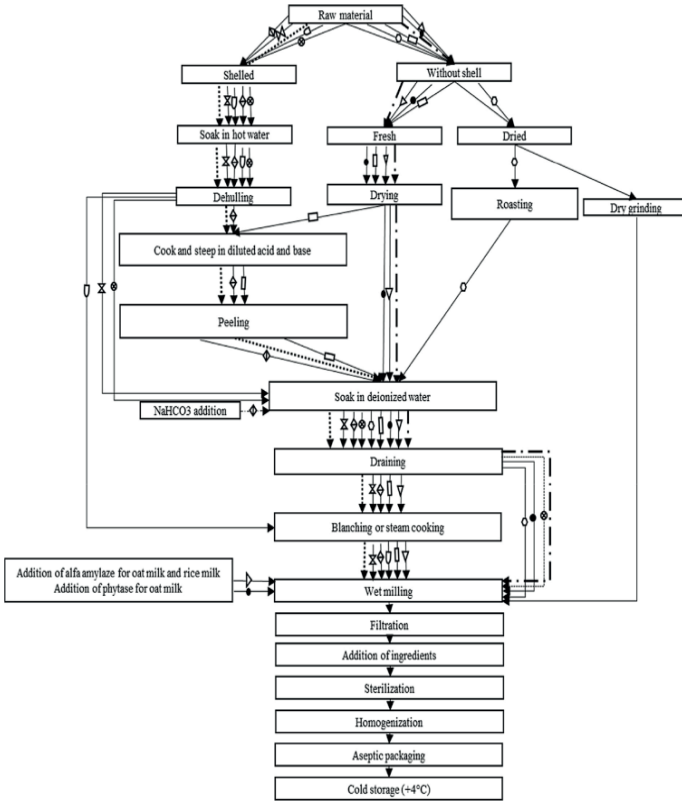 Raw material
Shelled
Without shell
Soak in hot water
Fresh
Dried
Dehulling
Drying
Roasting
Dry grinding
Cook and steep in diluted acid and base
Peeling
Soak in deionized water
NaHCO3 addition
Draining
Blanching or steam cooking
Addition of alfa amylaze for oat milk and rice milk
Addition of phytase for oat milk
Wet milling
Filtration
Addition of ingredients
Sterilization
Homogenization
Aseptic packaging
Cold storage (+4°C)